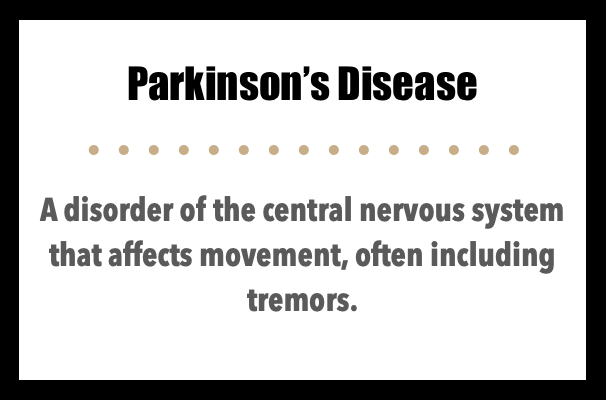 Parkinson’s Disease
A disorder of the central nervous system
that affects movement, often including
tremors.